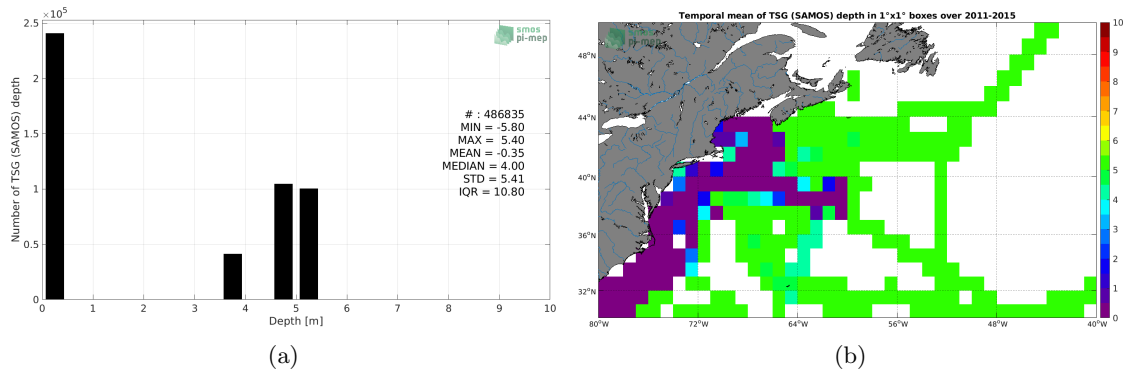 ×10⁵
2.5
2
1.5
1
0.5
0
Number of TSG (SAMOS) depth
smos
pi-mep
# : 486835
MIN = -5.80
MAX = 5.40
MEAN = -0.35
MEDIAN = 4.00
STD = 5.41
IQR = 10.80
0 1 2 3 4 5 6 7 8 9 10
Depth [m]
(a)
Temporal mean of TSG (SAMOS) depth in 1°x1° boxes over 2011-2015
smos
pi-mep
48°N
44°N
40°N
36°N
32°N
80°W 72°W 64°W 56°W 48°W 40°W
10
9
8
7
6
5
4
3
2
1
0
(b)